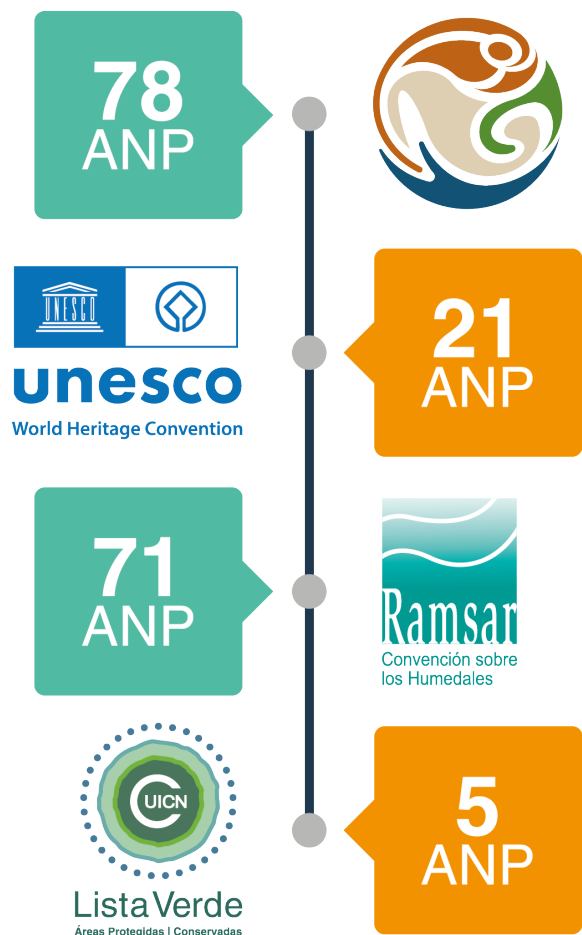 78
ANP
UNESCO
unesco
World Heritage Convention
21
ANP
71
ANP
Ramsar
Convención sobre
los Humedales
UICN
Lista Verde
Áreas Protegidas | Conservadas
5
ANP